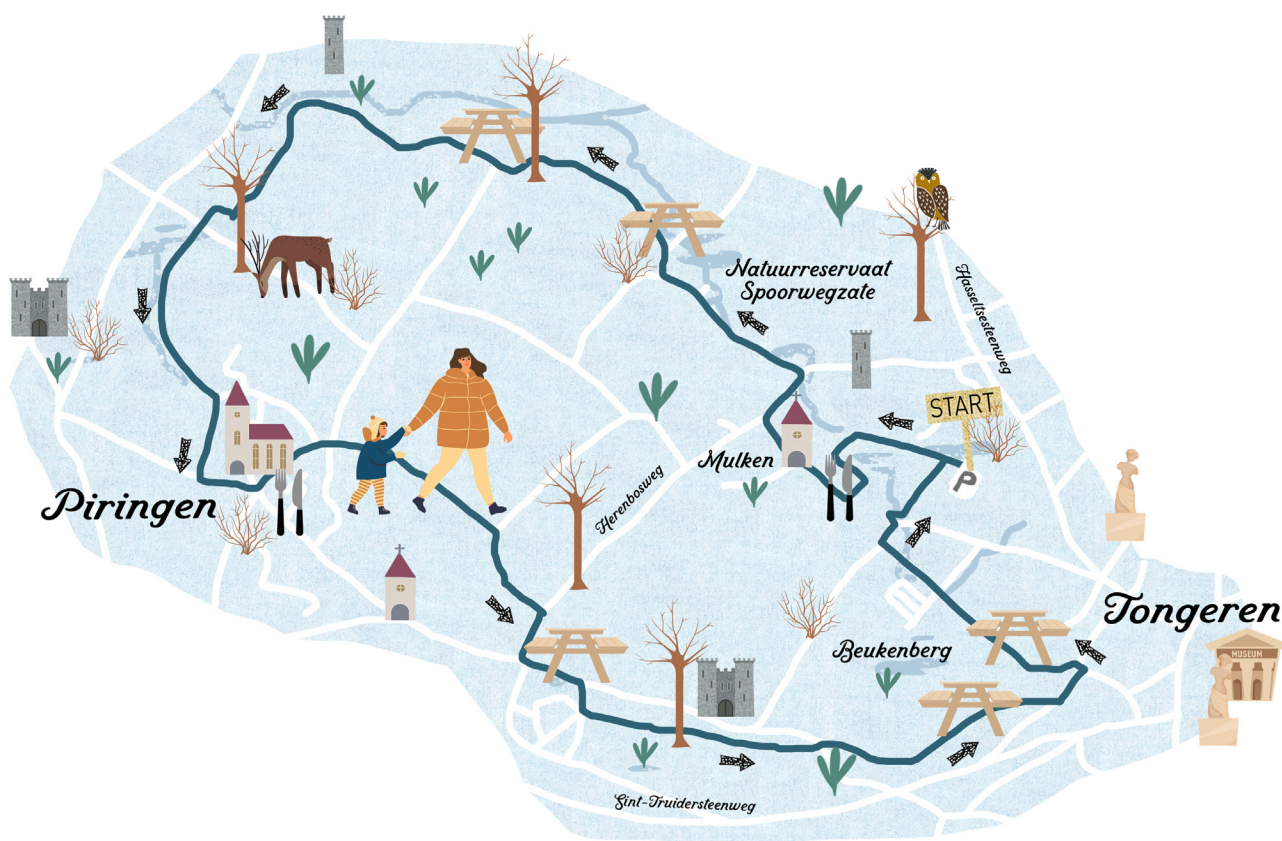 Natuurreservaat
Spoorwegzate
Hasseltsesteenweg
START
P
Mulken
Piringen
Herenbosweg
Tongeren
MUSEUM
Beukenberg
Sint-Truidersteenweg